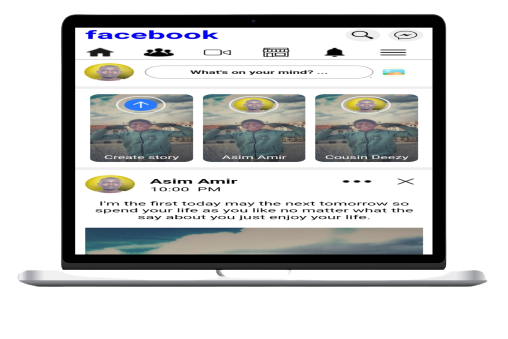 facebook
What's on your mind? ...
Create story
Asim Amir
Cousin Deezy
Asim Amir
10:00 PM
I'm the first today may the next tomorrow so
spend your life as you like no matter what the
say about you just enjoy your life.